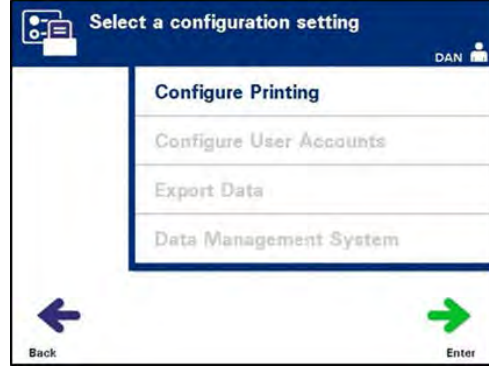 Select a configuration setting
DAN
Configure Printing
Configure User Accounts
Export Data
Data Management System
Back
Enter